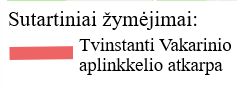 Sutartiniai žymėjimai:
Tvinstanti Vakarinio
aplinkkelio atkarpa